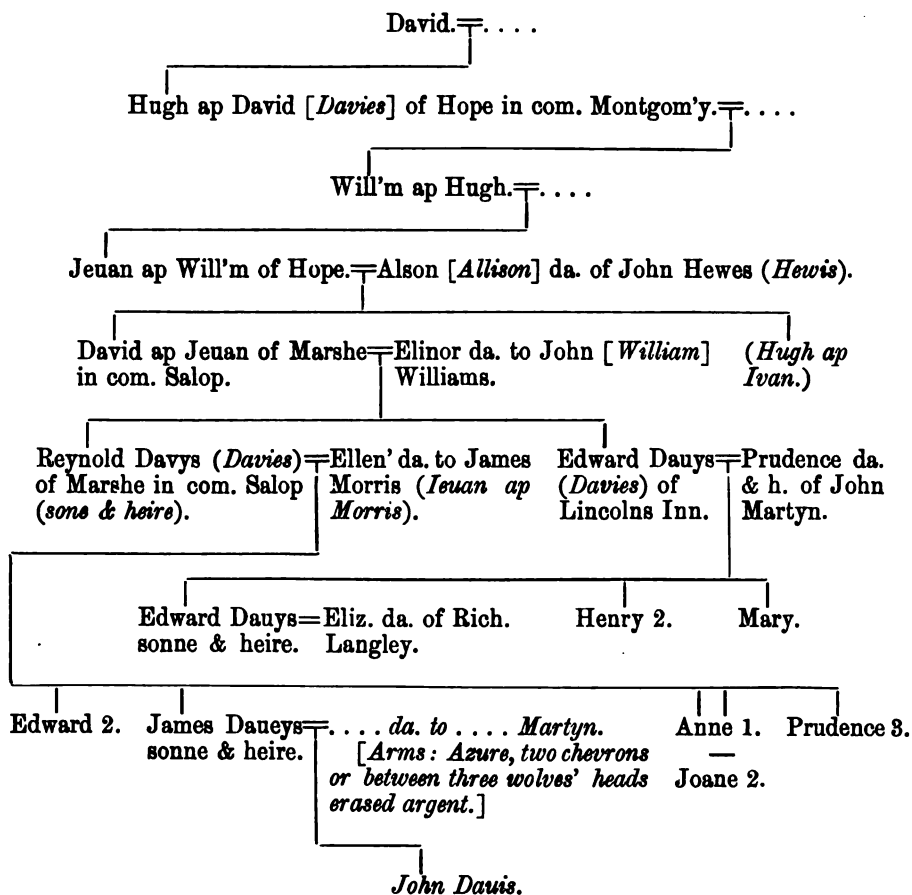 David.=. . . .
Hugh ap David [Davies] of Hope in com. Montgom'y.=. . . .
Will'm ap Hugh.=. . . .
Jeuan ap Will'm of Hope.=Alson [Allison] da. of John Hewes (Hewis).
David ap Jeuan of Marshe=Elinor da. to John [William] (Hugh ap
in com. Salop. Williams. Ivan.)
Reynold Davys (Davies)=Ellen' da. to James Edward Dauys=Prudence da.
of Marshe in com. Salop Morris (Ieuan ap (Davies) of & h. of John
(sone & heire). Morris). Lincolns Inn. Martyn.
Edward Dauys=Eliz. da. of Rich. Henry 2. Mary.
sonne & heire. Langley.
Edward 2. James Daueys=. . . . da. to . . . . Martyn. Anne 1. Prudence 3.
sonne & heire. [Arms: Azure, two chevrons —
or between three wolves' heads Joane 2.
erased argent.]
John Dauis.